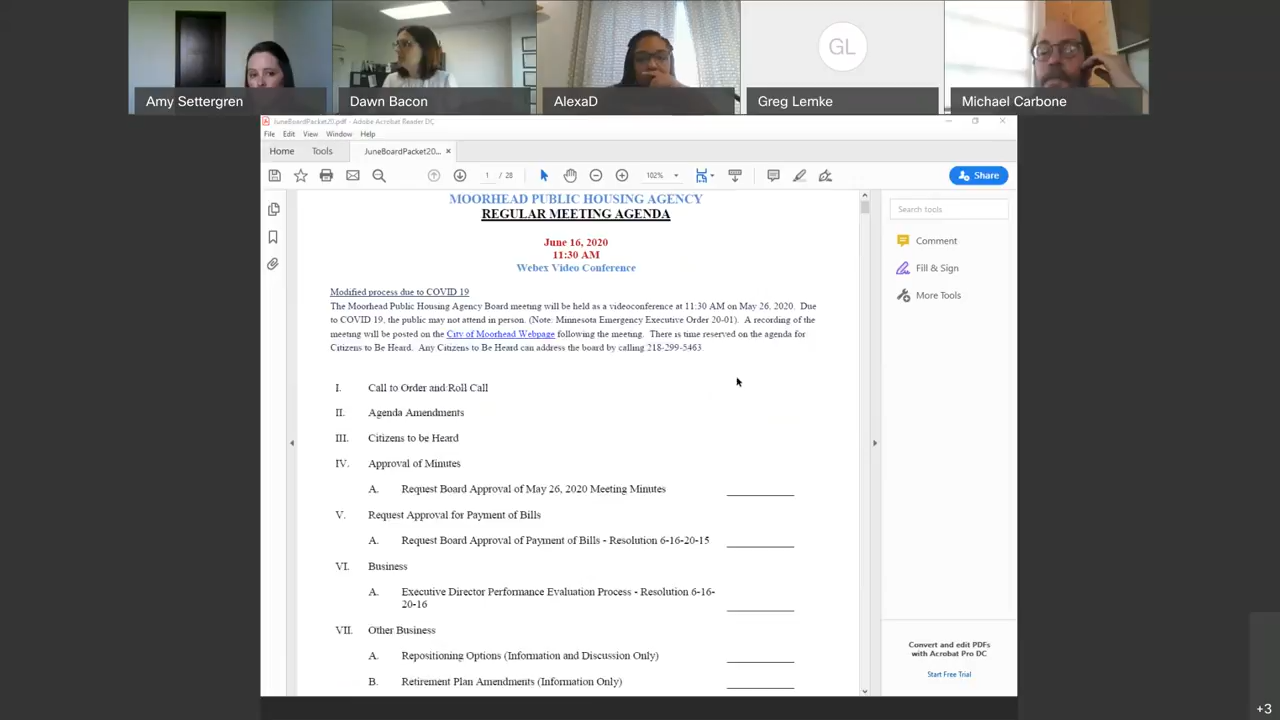 Amy Settergren
Dawn Bacon
AlexaD
GL
Greg Lemke
Michael Carbone
JuneBoardPacket20.pdf - Adobe Acrobat Reader DC
File Edit View Window Help
Home Tools JuneBoardPacket20... ×
1 / 28 102% Share
MOORHEAD PUBLIC HOUSING AGENCY
REGULAR MEETING AGENDA
June 16, 2020
11:30 AM
Webex Video Conference
Modified process due to COVID 19
The Moorhead Public Housing Agency Board meeting will be held as a videoconference at 11:30 AM on May 26, 2020. Due
to COVID 19, the public may not attend in person. (Note: Minnesota Emergency Executive Order 20-01). A recording of the
meeting will be posted on the City of Moorhead Webpage following the meeting. There is time reserved on the agenda for
Citizens to Be Heard. Any Citizens to Be Heard can address the board by calling 218-299-5463.
I. Call to Order and Roll Call
II. Agenda Amendments
III. Citizens to be Heard
IV. Approval of Minutes
A. Request Board Approval of May 26, 2020 Meeting Minutes
V. Request Approval for Payment of Bills
A. Request Board Approval of Payment of Bills - Resolution 6-16-20-15
VI. Business
A. Executive Director Performance Evaluation Process - Resolution 6-16-
20-16
VII. Other Business
A. Repositioning Options (Information and Discussion Only)
B. Retirement Plan Amendments (Information Only)
Search tools
Comment
Fill & Sign
More Tools
Convert and edit PDFs
with Acrobat Pro DC
Start Free Trial
+3